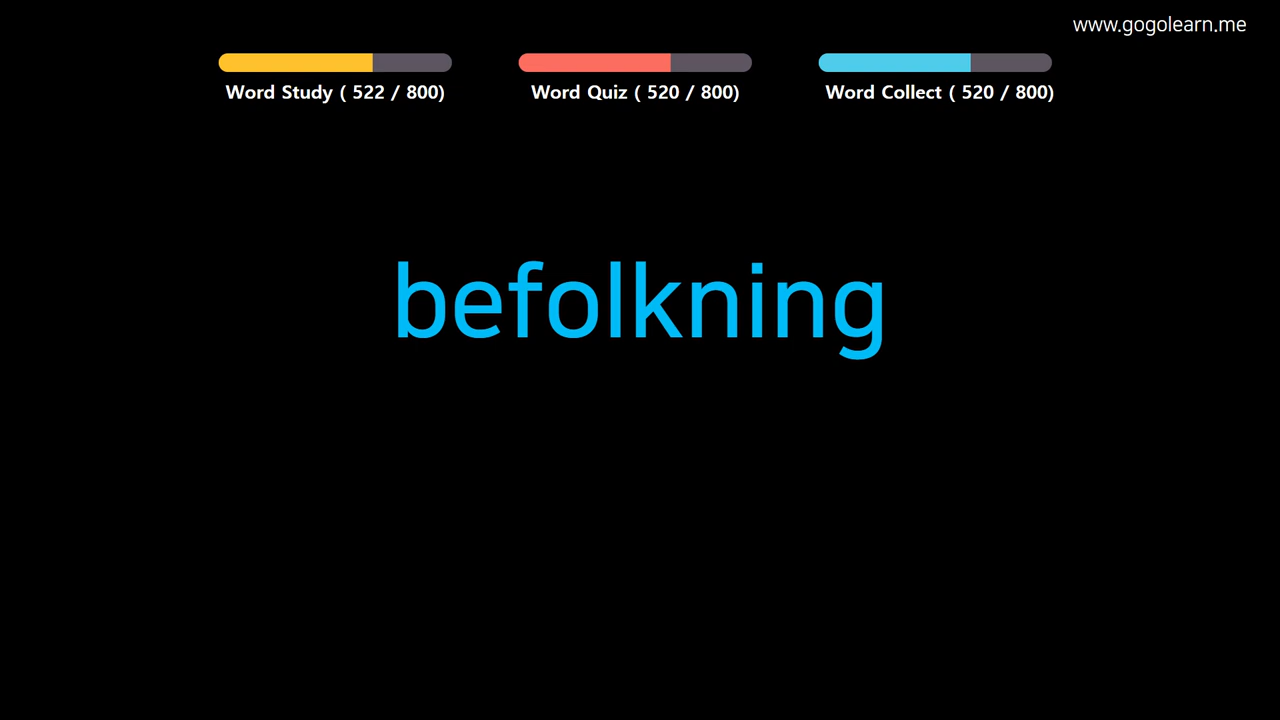 www.gogolearn.me
Word Study ( 522 / 800)
Word Quiz ( 520 / 800)
Word Collect ( 520 / 800)
befolkning